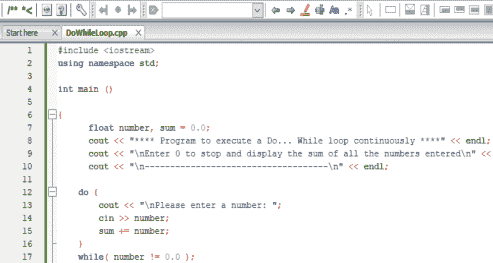 Start here
DoWhileLoop.cpp
1 #include <iostream>
2 using namespace std;
3
4 int main ()
5
6 {
7 float number, sum = 0.0;
8 cout << "**** Program to execute a Do... While loop continuously ****" << endl;
9 cout << "\nEnter 0 to stop and display the sum of all the numbers entered\n" <<
10 cout << "\n------------------------------------\n" << endl;
11
12 do {
13 cout << "\nPlease enter a number: ";
14 cin >> number;
15 sum += number;
16 }
17 while( number != 0.0 );